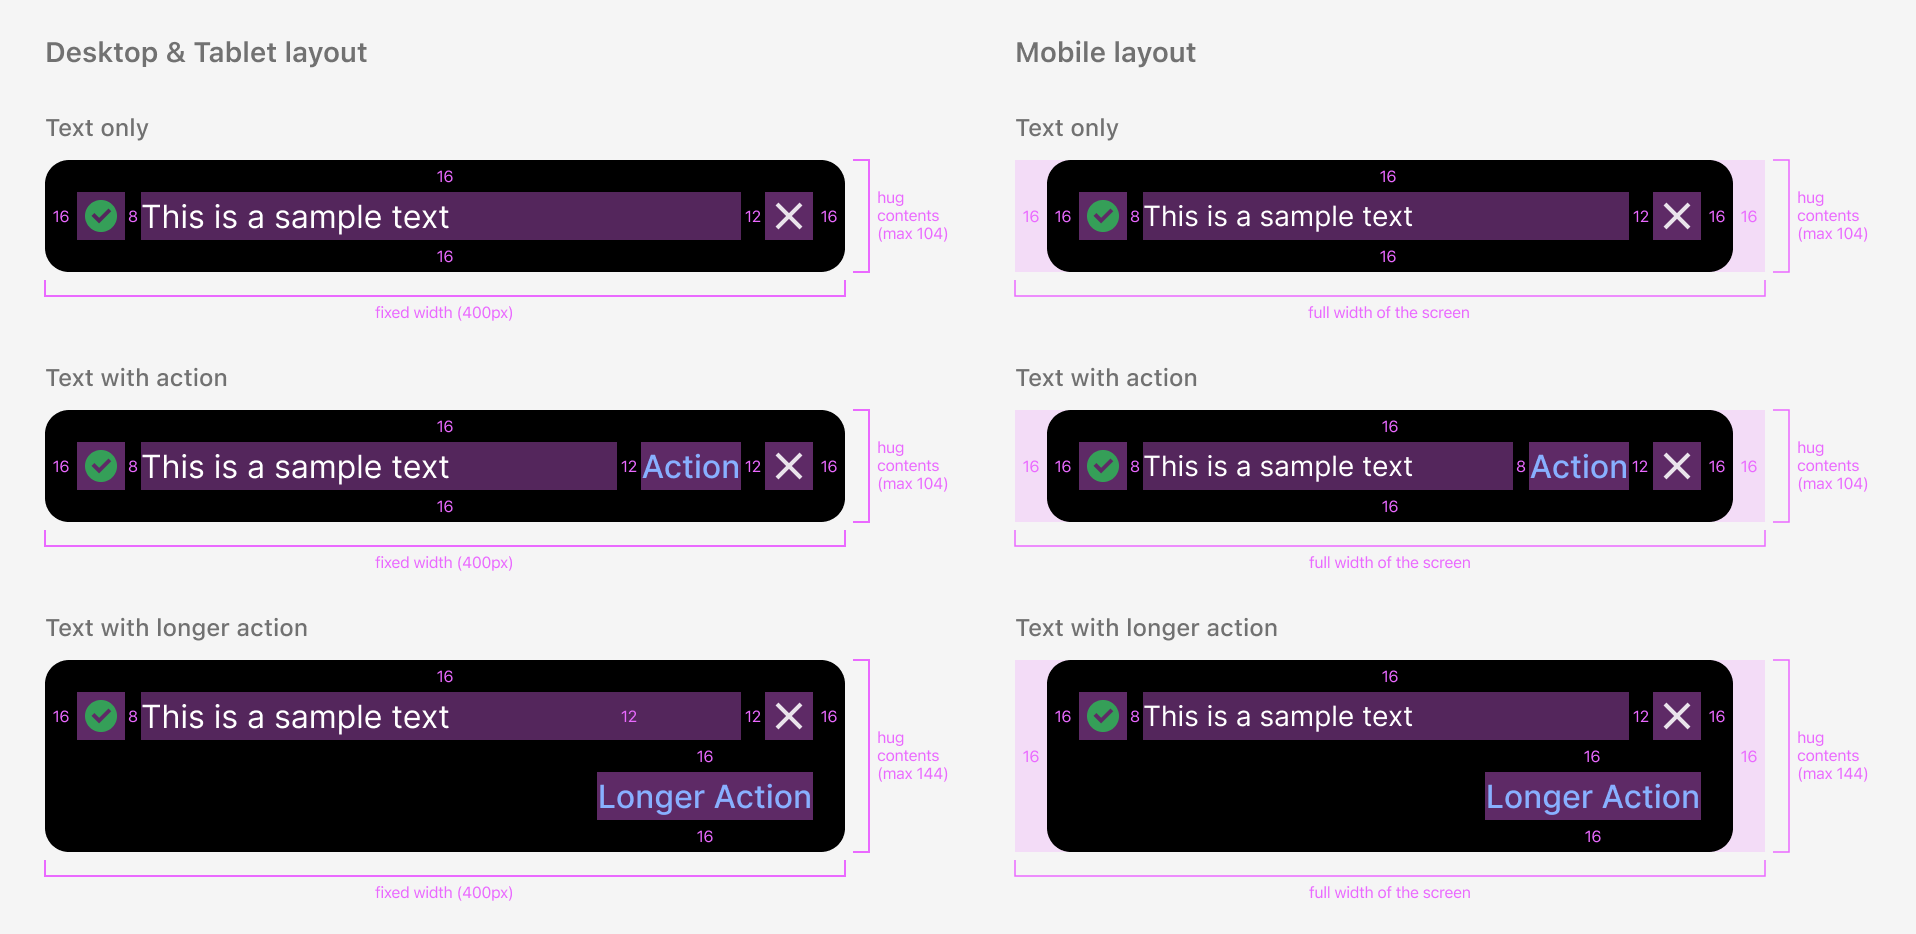 Desktop & Tablet layout
Text only
16
16 8 This is a sample text 12 16
16
hug
contents
(max 104)
fixed width (400px)
Text with action
16
16 8 This is a sample text 12 Action 12 16
16
hug
contents
(max 104)
fixed width (400px)
Text with longer action
16
16 8 This is a sample text 12 12 16
16
Longer Action
16
hug
contents
(max 144)
fixed width (400px)
Mobile layout
Text only
16
16 16 8 This is a sample text 12 16 16
16
hug
contents
(max 104)
full width of the screen
Text with action
16
16 16 8 This is a sample text 8 Action 12 16 16
16
hug
contents
(max 104)
full width of the screen
Text with longer action
16
16 8 This is a sample text 12 16
16 16 16
Longer Action
16
hug
contents
(max 144)
full width of the screen